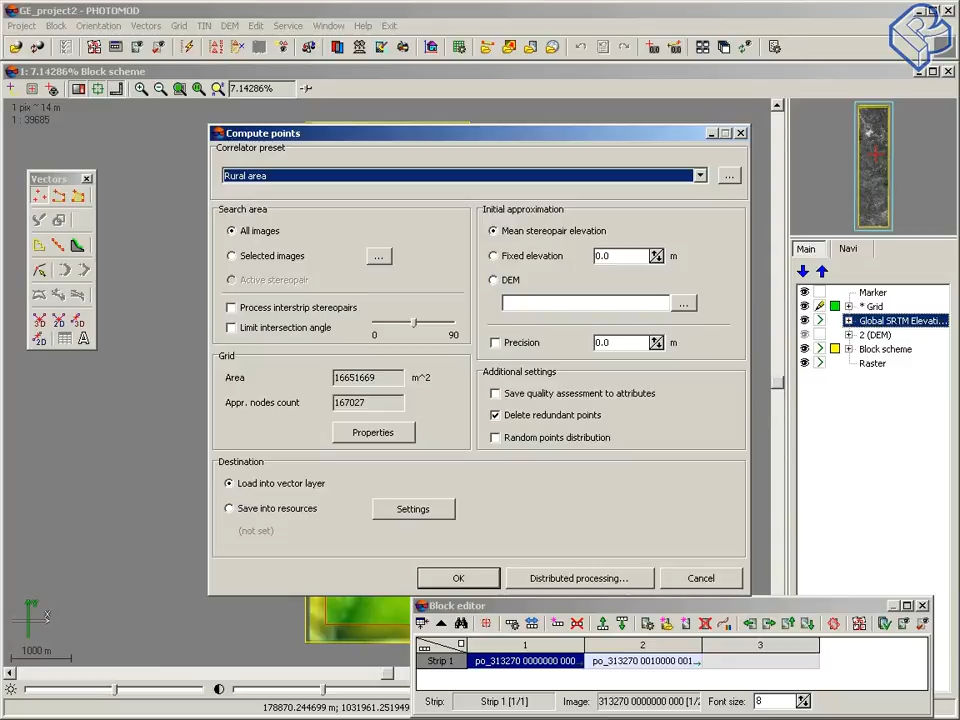 GE_project2 - PHOTOMOD
Project Block Orientation Vectors Grid TIN DEM Edit Service Window Help Exit
1: 7.14286% Block scheme
7.14286%
1 pix ~ 14 m
1 : 39685
Vectors
3D 2D 3D
2D A
Compute points
Correlator preset
Rural area
...
Search area
All images
Selected images
...
Active stereopair
Process interstrip stereopairs
Limit intersection angle
0 90
Grid
Area 16651669 m^2
Appr. nodes count 167027
Properties
Initial approximation
Mean stereopair elevation
Fixed elevation 0.0 m
DEM
...
Precision 0.0 m
Additional settings
Save quality assessment to attributes
Delete redundant points
Random points distribution
Destination
Load into vector layer
Save into resources
Settings
(not set)
OK Distributed processing... Cancel
Main Navi
Marker
* Grid
Global SRTM Elevati...
2 (DEM)
Block scheme
Raster
Block editor
1 2 3
Strip 1 po_313270 0000000 000 po_313270 0010000 001
Strip: Strip 1 [1/1] Image: 313270 0000000 000 [1/ Font size: 8
X
1000 m
178870.244699 m; 1031961.251949